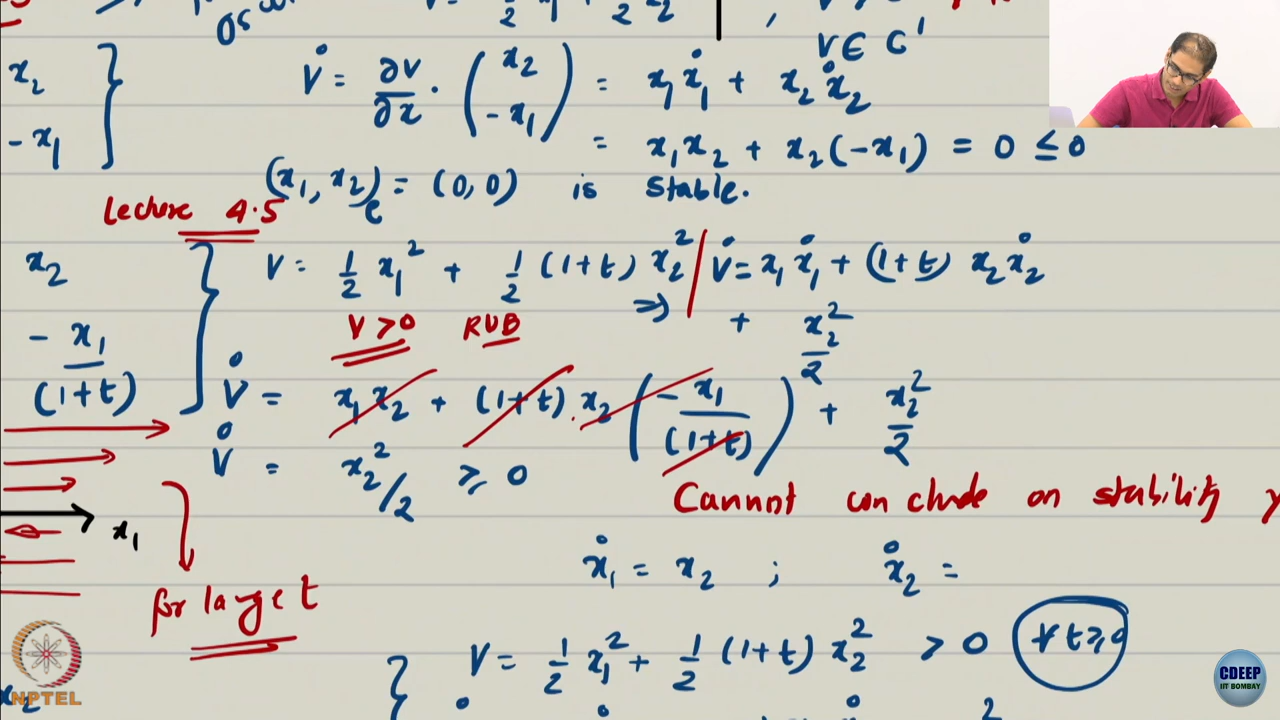 V ∈ C¹
x₂
-x₁ }
V̇ = ∂V/∂x · (x₂ -x₁) = x₁ẋ₁ + x₂ẋ₂
= x₁x₂ + x₂(-x₁) = 0 ≤ 0
(x₁, x₂)ₑ = (0,0) is stable.
Lecture 4.5
x₂
-x₁/(1+t) }
V = 1/2 x₁² + 1/2 (1+t) x₂² ⇒ / V̇ = x₁ẋ₁ + (1+t) x₂ẋ₂
+ x₂²/2
V > 0 RUB
V̇ = x₁x₂ + (1+t) · x₂ (-x₁/(1+t)) + x₂²/2
V̇ = x₂²/2 ≥ 0
Cannot conclude on stability
x₁
for large t
ẋ₁ = x₂ ; ẋ₂ =
V = 1/2 x₁² + 1/2 (1+t) x₂² > 0 ∀ t ≥ 0
NPTEL
CDEEP
IIT BOMBAY